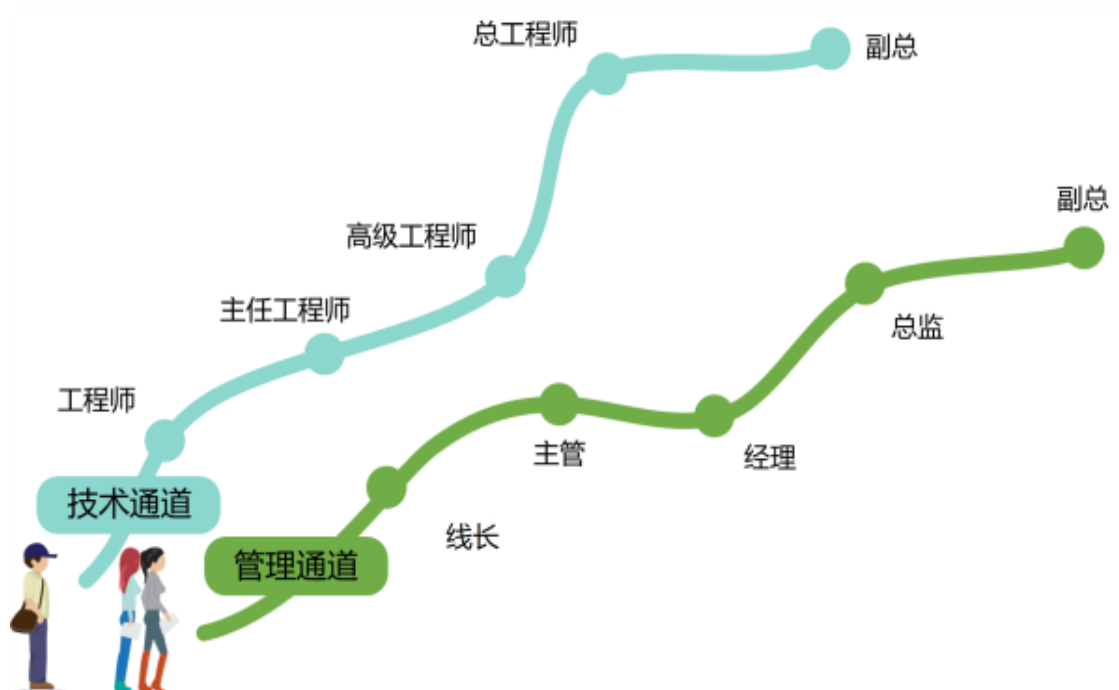 总工程师
副总
高级工程师
主任工程师
工程师
技术通道
副总
总监
经理
主管
线长
管理通道